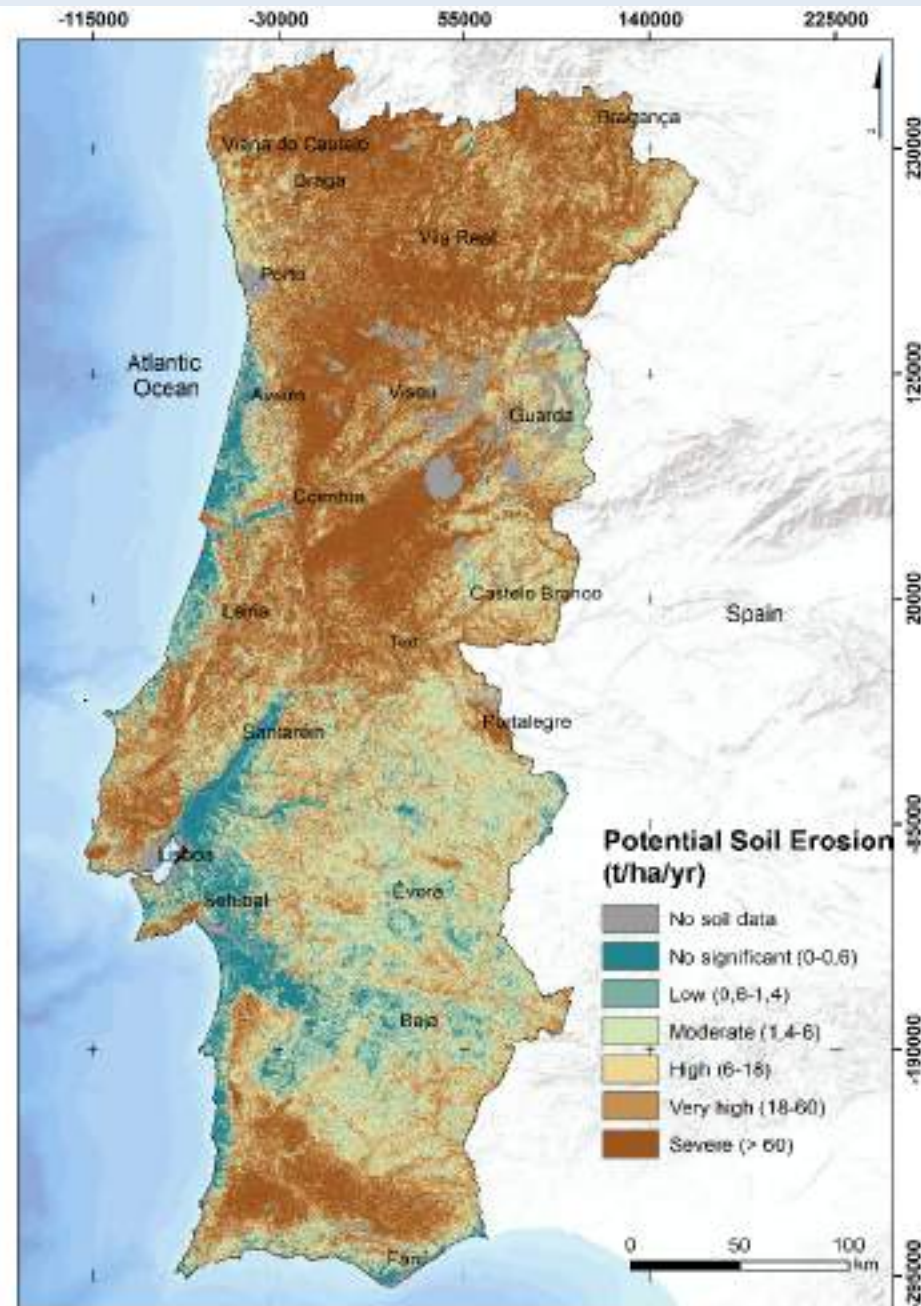 -115000 -30000 55000 140000 225000
Bragança
230000
Viana do Castelo
Braga
Vila Real
Porto
Atlantic
Ocean
Aveiro
Viseu
Guarda
Coimbra
Castelo Branco
Leiria
Spain
Text
Portalegre
Santarém
-85000
Potential Soil Erosion
(t/ha/yr)
Lisboa
Évora
Setúbal
No soil data
No significant (0-0,6)
Low (0,6-1,4)
Beja
Moderate (1,4-6)
-190000
High (6-18)
Very high (18-60)
Severe (> 60)
0 50 100
km
Faro